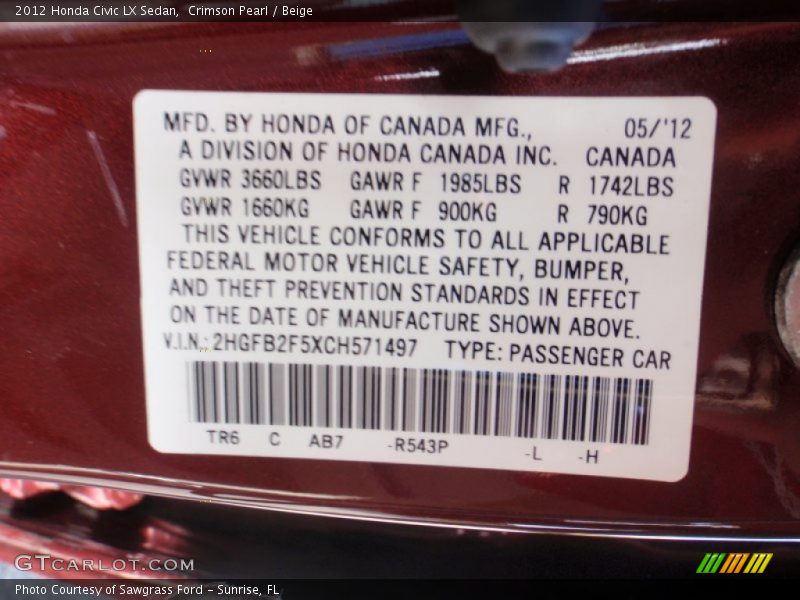 2012 Honda Civic LX Sedan,  Crimson Pearl / Beige
MFD. BY HONDA OF CANADA MFG., 05/'12
A DIVISION OF HONDA CANADA INC. CANADA
GVWR 3660LBS GAWR F 1985LBS R 1742LBS
GVWR 1660KG GAWR F 900KG R 790KG
THIS VEHICLE CONFORMS TO ALL APPLICABLE
FEDERAL MOTOR VEHICLE SAFETY, BUMPER,
AND THEFT PREVENTION STANDARDS IN EFFECT
ON THE DATE OF MANUFACTURE SHOWN ABOVE.
V.I.N.: 2HGFB2F5XCH571497 TYPE: PASSENGER CAR
TR6 C AB7 -R543P -L -H
GTCARLOT.COM
Photo Courtesy of Sawgrass Ford - Sunrise, FL